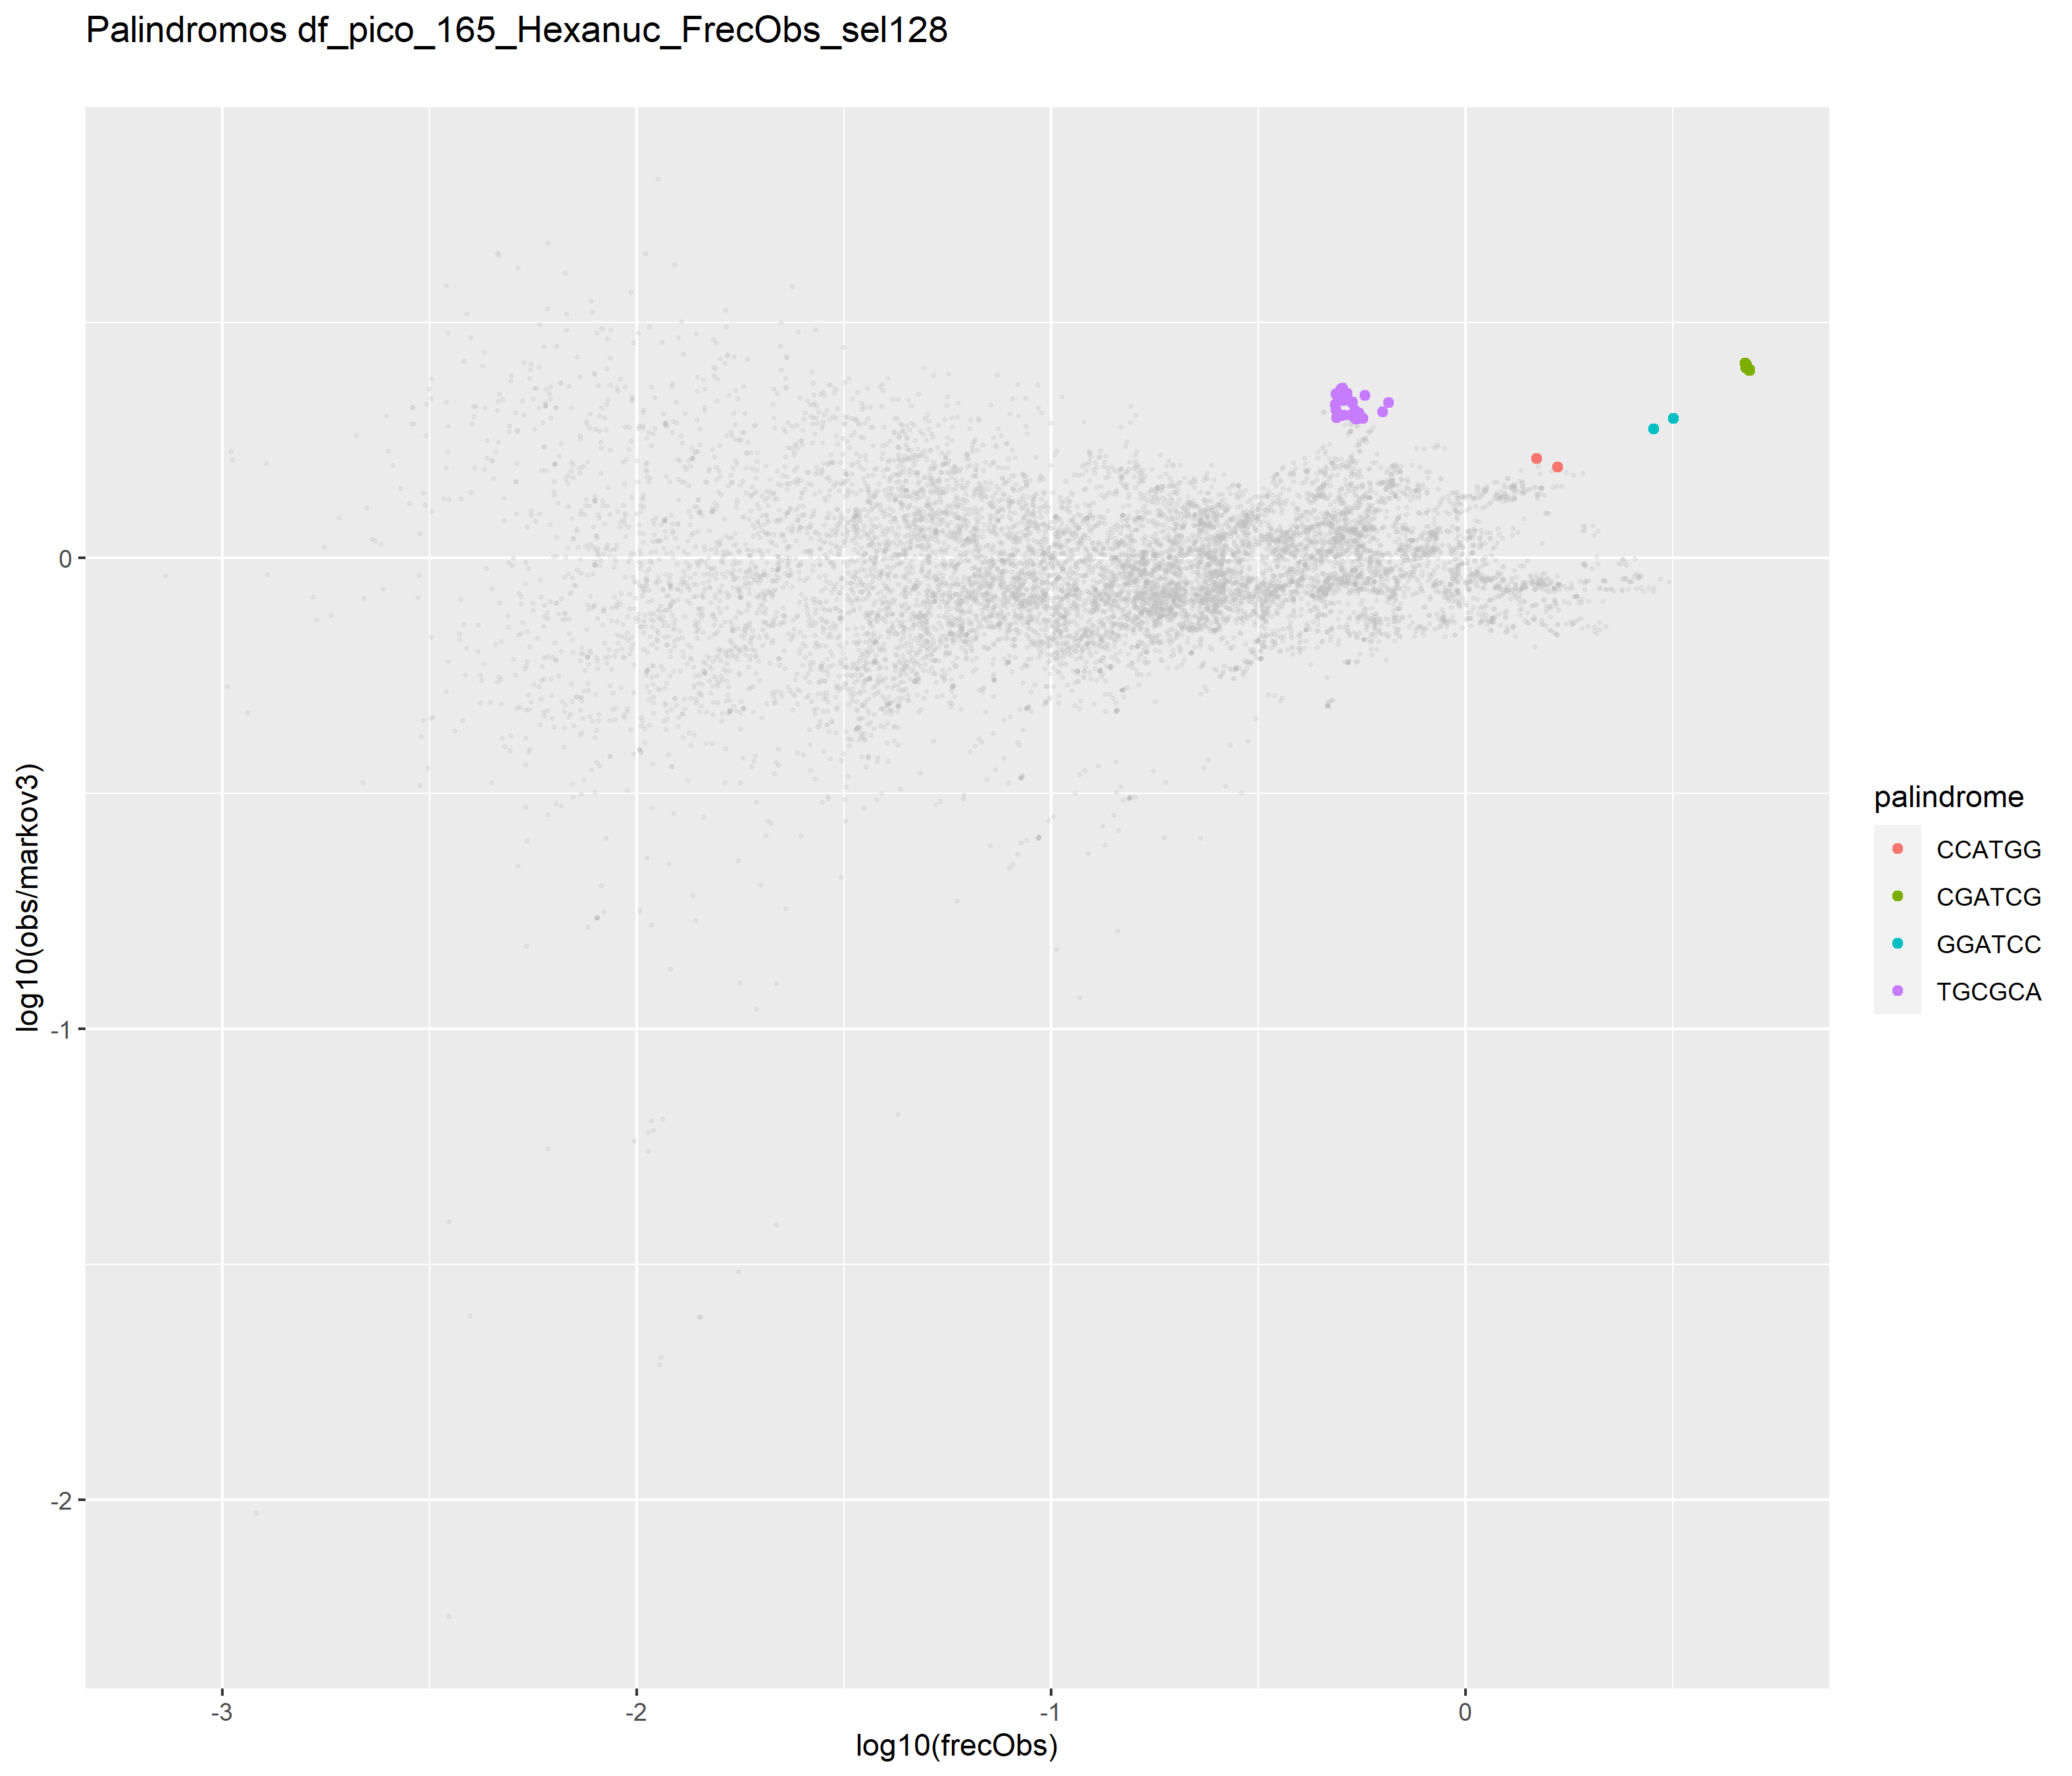 Palindromos df_pico_165_Hexanuc_FrecObs_sel128
log10(obs/markov3)
0
-1
-2
-3
-2
-1
0
log10(frecObs)
palindrome
CCATGG
CGATCG
GGATCC
TGCGCA